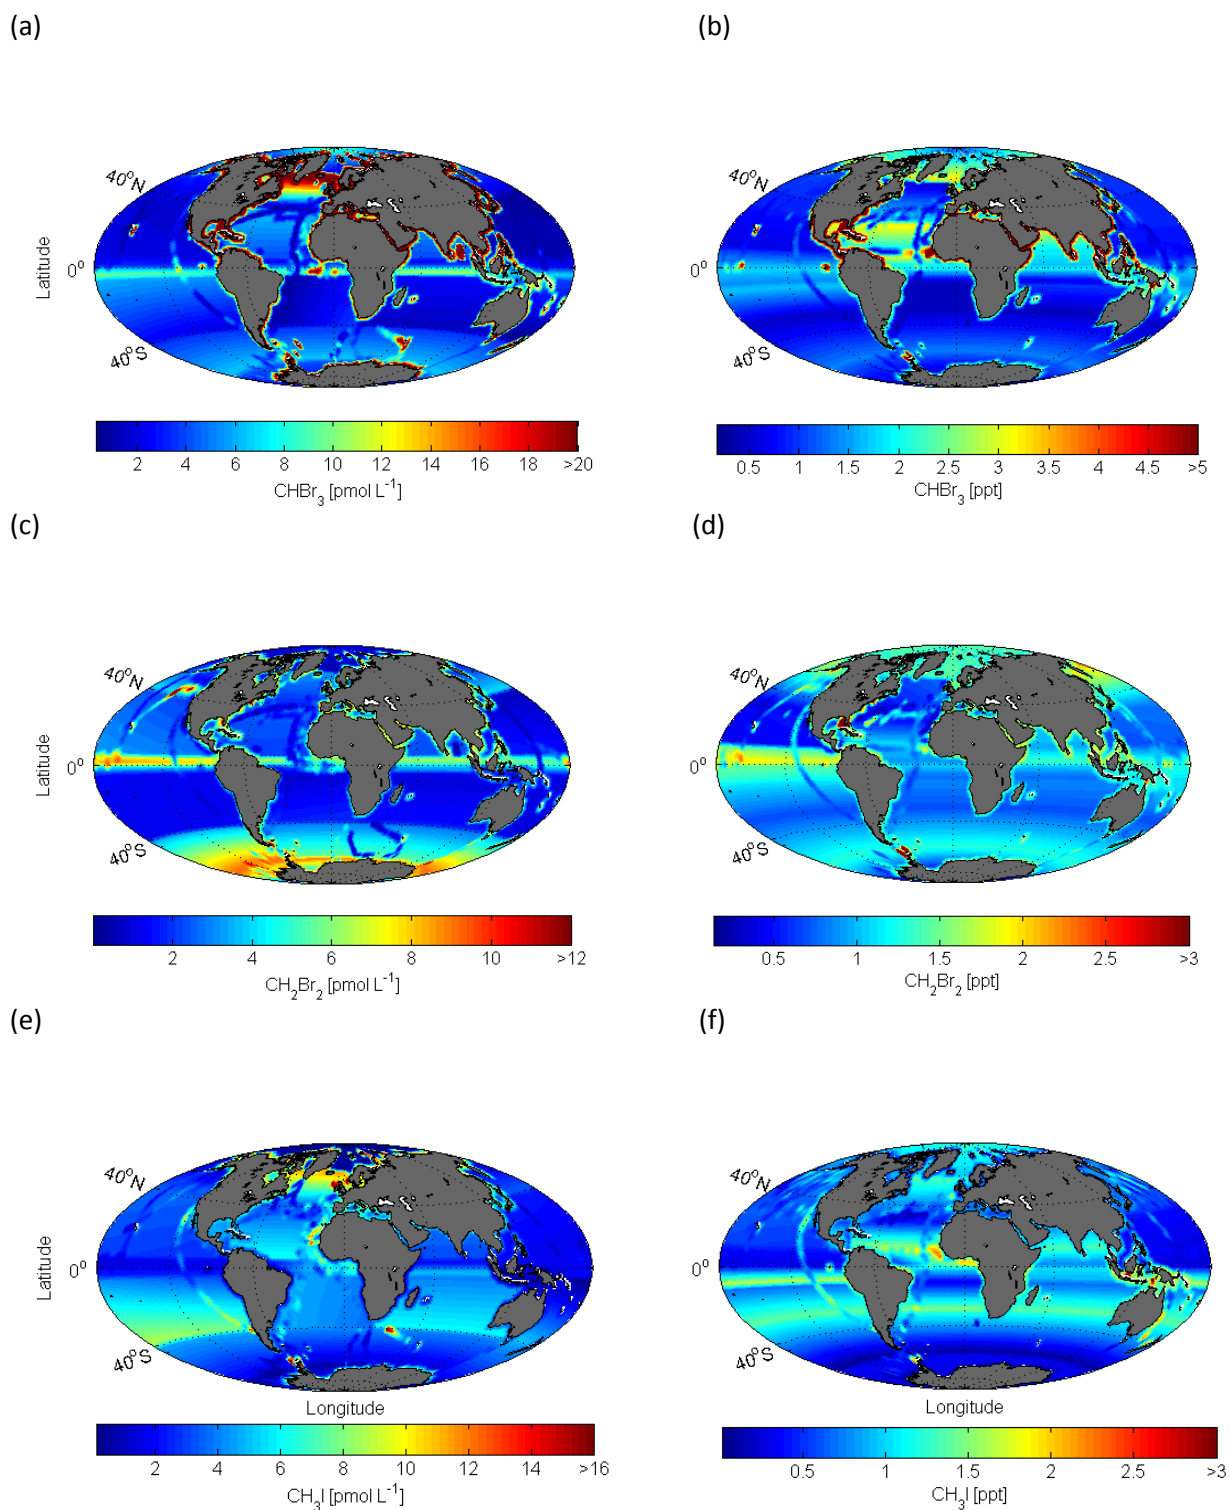 (a)
(b)
40°N
40°N
Latitude
0°
0°
40°S
40°S
2 4 6 8 10 12 14 16 18 >20
CHBr₃ [pmol L⁻¹]
0.5 1 1.5 2 2.5 3 3.5 4 4.5 >5
CHBr₃ [ppt]
(c)
(d)
40°N
40°N
Latitude
0°
0°
40°S
40°S
2 4 6 8 10 >12
CH₂Br₂ [pmol L⁻¹]
0.5 1 1.5 2 2.5 >3
CH₂Br₂ [ppt]
(e)
(f)
40°N
40°N
Latitude
0°
0°
40°S
40°S
Longitude
Longitude
2 4 6 8 10 12 14 >16
CH₃I [pmol L⁻¹]
0.5 1 1.5 2 2.5 >3
CH₃I [ppt]